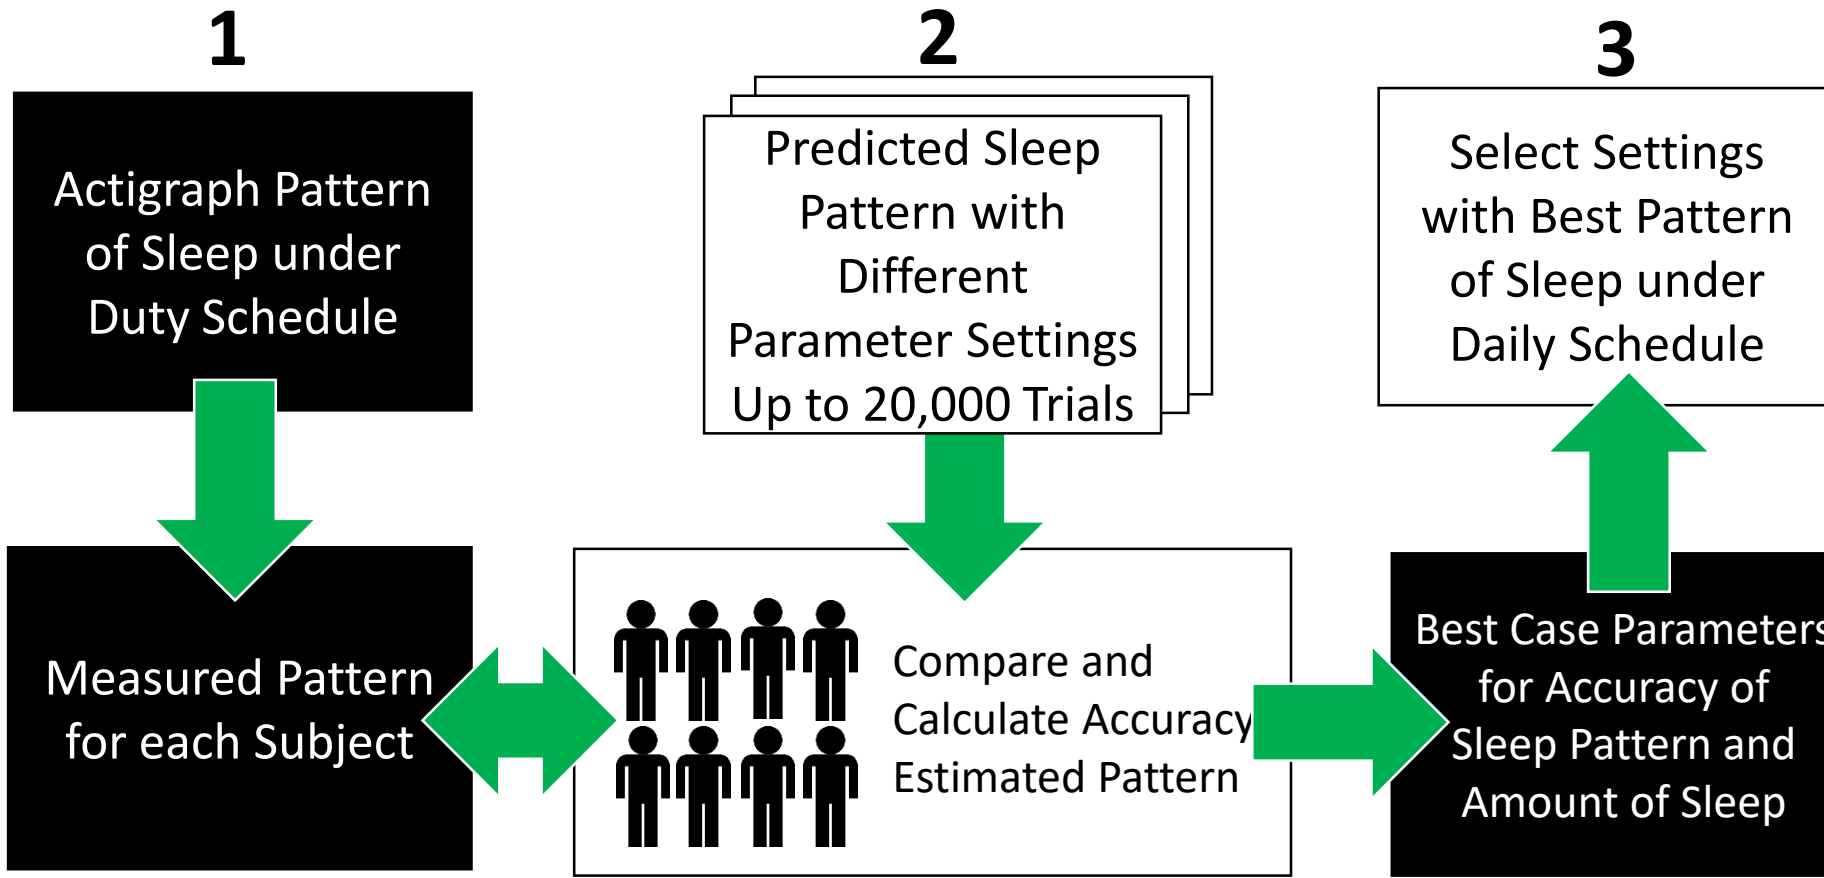 1
Actigraph Pattern
of Sleep under
Duty Schedule
Measured Pattern
for each Subject
2
Predicted Sleep
Pattern with
Different
Parameter Settings
Up to 20,000 Trials
Compare and
Calculate Accuracy
Estimated Pattern
3
Select Settings
with Best Pattern
of Sleep under
Daily Schedule
Best Case Parameters
for Accuracy of
Sleep Pattern and
Amount of Sleep